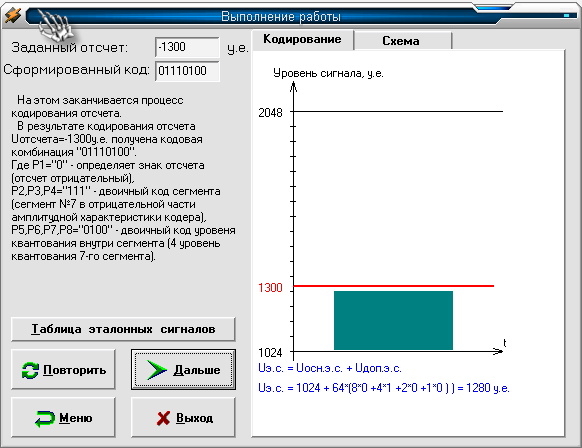 Выполнение работы
Заданный отсчет: -1300 у.е.
Сформированный код: 01110100
На этом заканчивается процесс
кодирования отсчета.
В результате кодирования отсчета
Uотсчета=-1300у.е. получена кодовая
комбинация "01110100".
Где P1="0" - определяет знак отсчета
(отсчет отрицательный),
P2,P3,P4="111" - двоичный код сегмента
(сегмент №7 в отрицательной части
амплитудной характеристики кодера),
P5,P6,P7,P8="0100" - двоичный код уровеня
квантования внутри сегмента (4 уровень
квантования 7-го сегмента).
Таблица эталонных сигналов
Повторить
Дальше
Меню
Выход
Кодирование
Схема
Уровень сигнала, у.е.
2048
1300
1024
t
Uэ.с. = Uосн.э.с. + Uдоп.э.с.
Uэ.с. = 1024 + 64*(8*0 +4*1 +2*0 +1*0 ) ) = 1280 у.е.